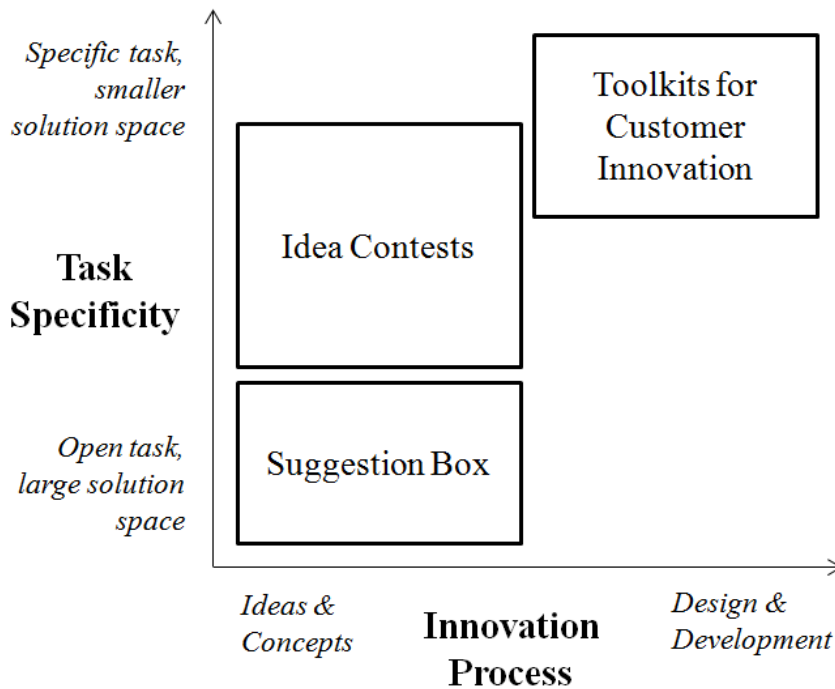 Specific task,
smaller
solution space
Toolkits for
Customer
Innovation
Idea Contests
Task
Specificity
Open task,
large solution
space
Suggestion Box
Ideas &
Concepts
Innovation
Process
Design &
Development